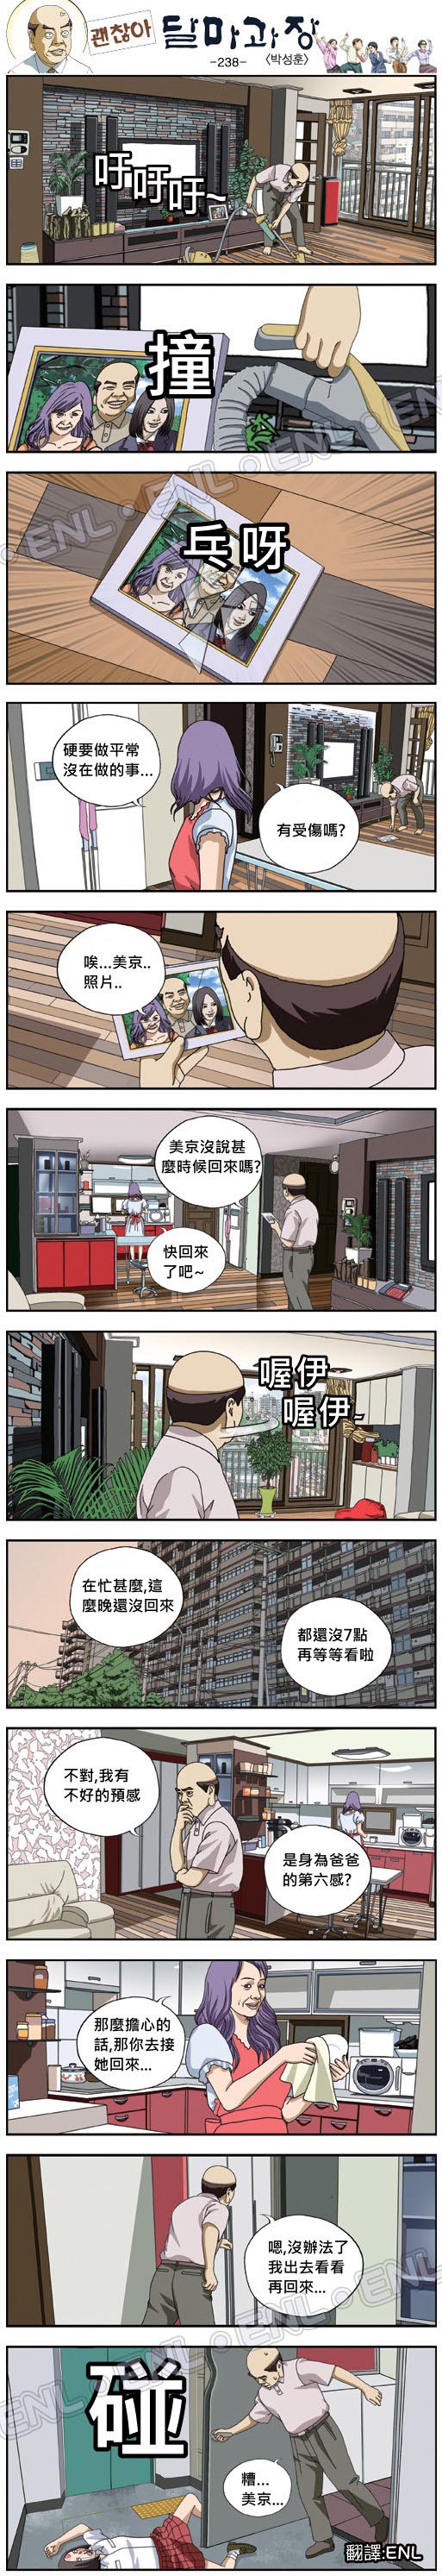 괜찮아 달마과장
-238- 〈박성훈〉
吁吁吁~
撞
ENL
ENL
ENL
乓呀
硬要做平常
沒在做的事...
有受傷嗎?
唉...美京..
照片..
美京沒說甚
麼時候回來嗎?
快回來
了吧~
喔伊
喔伊~
在忙甚麼,這
麼晚還沒回來
都還沒7點
再等等看啦
不對,我有
不好的預感
是身為爸爸
的第六感?
那麼擔心的
話,那你去接
她回來...
嗯,沒辦法了
我出去看看
再回來...
ENL
ENL
ENL
碰
糟...
美京...
翻譯:ENL